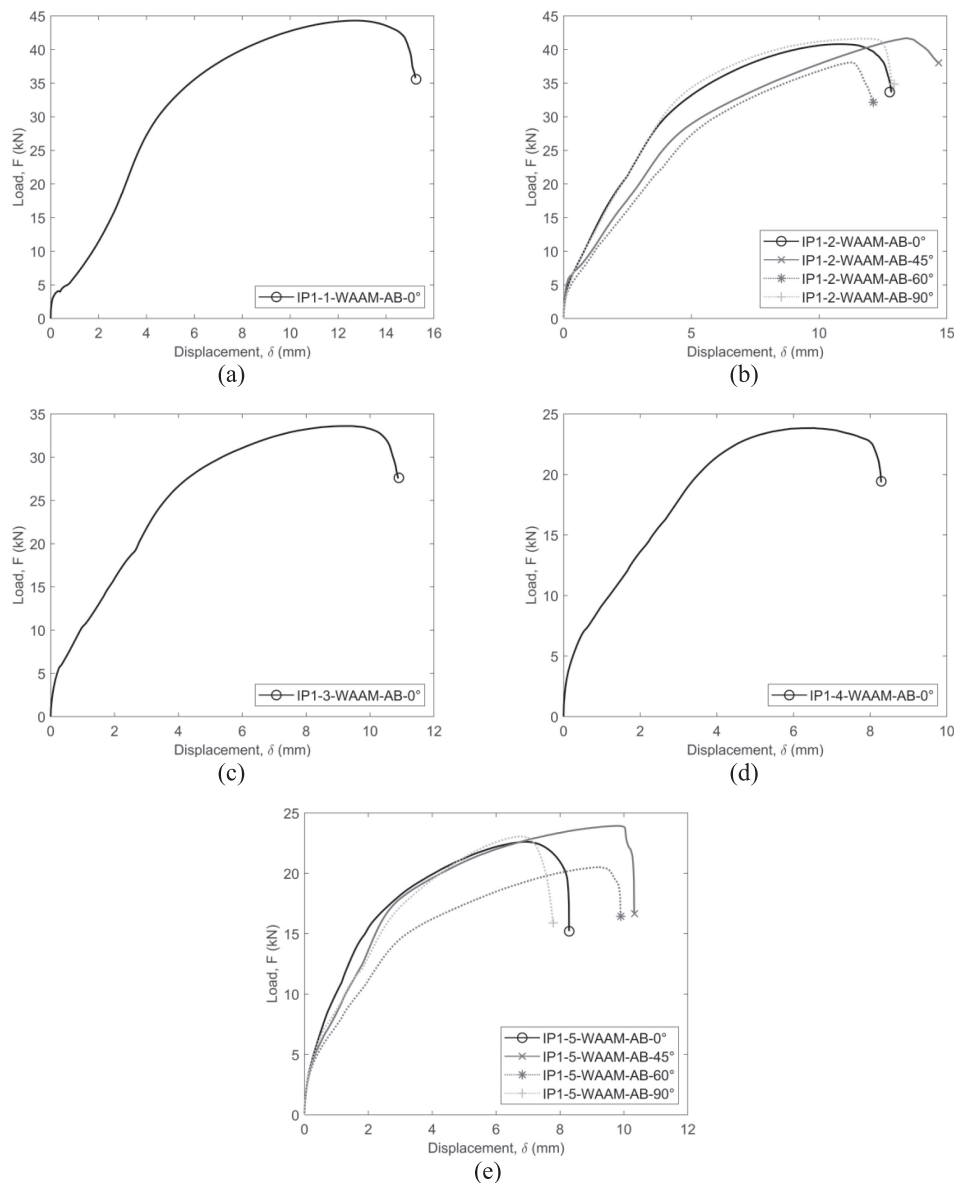 45
40
35
30
25
20
15
10
5
0
Load, F (kN)
0 2 4 6 8 10 12 14 16
Displacement, δ (mm)
IP1-1-WAAM-AB-0°
(a)
45
40
35
30
25
20
15
10
5
0
Load, F (kN)
0 5 10 15
Displacement, δ (mm)
IP1-2-WAAM-AB-0°
IP1-2-WAAM-AB-45°
IP1-2-WAAM-AB-60°
IP1-2-WAAM-AB-90°
(b)
35
30
25
20
15
10
5
0
Load, F (kN)
0 2 4 6 8 10 12
Displacement, δ (mm)
IP1-3-WAAM-AB-0°
(c)
25
20
15
10
5
0
Load, F (kN)
0 2 4 6 8 10
Displacement, δ (mm)
IP1-4-WAAM-AB-0°
(d)
25
20
15
10
5
0
Load, F (kN)
0 2 4 6 8 10 12
Displacement, δ (mm)
IP1-5-WAAM-AB-0°
IP1-5-WAAM-AB-45°
IP1-5-WAAM-AB-60°
IP1-5-WAAM-AB-90°
(e)